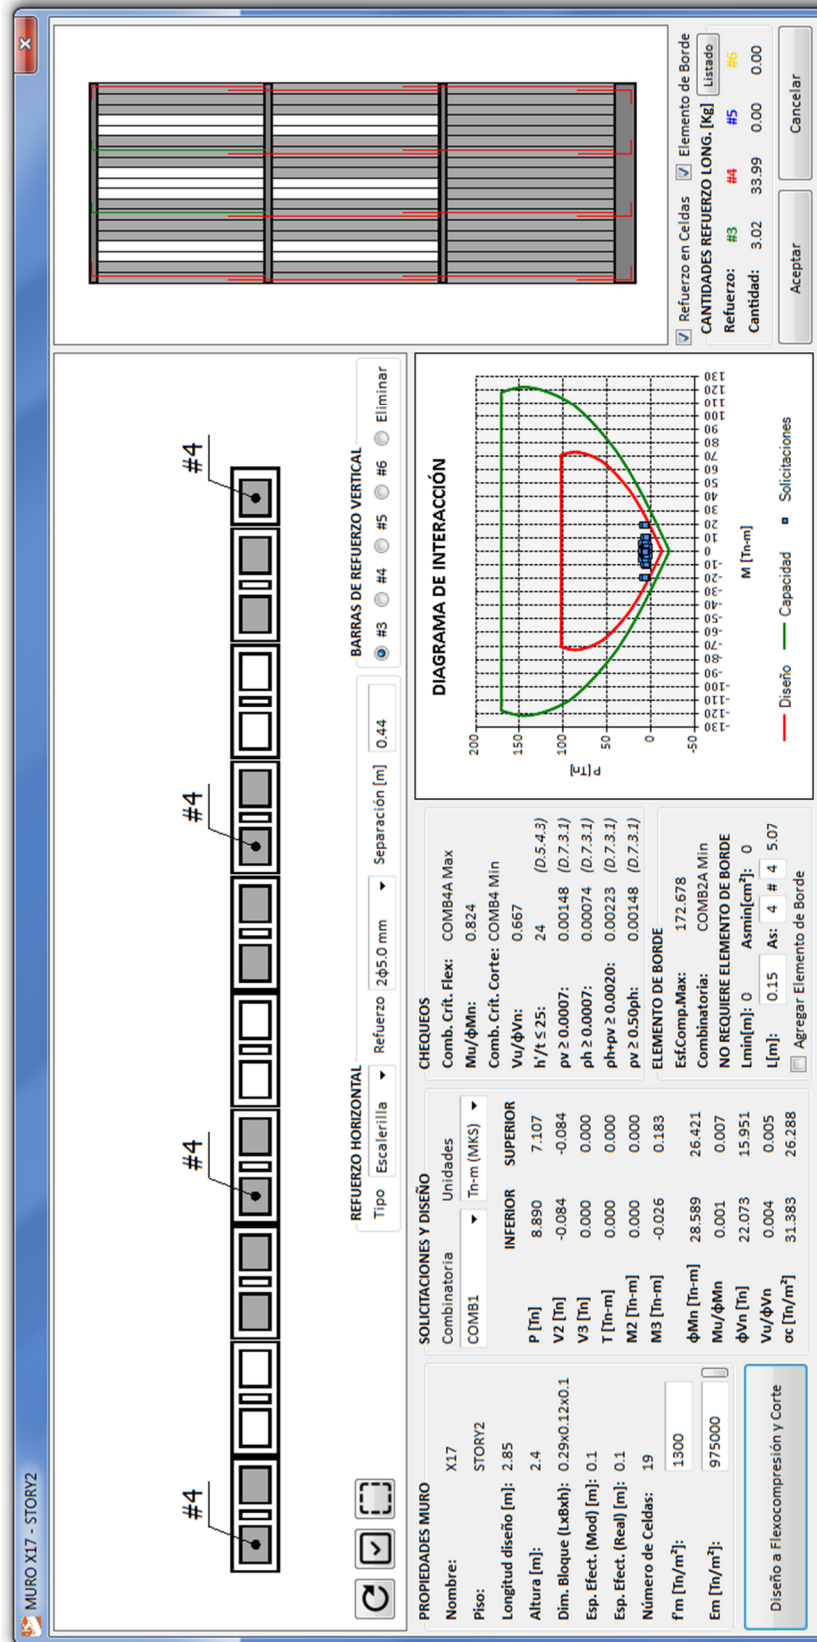 MURO X17 - STORY2
X
#4
#4
#4
#4
REFUERZO HORIZONTAL
Tipo Escalerilla Refuerzo 2ϕ5.0 mm Separación [m] 0.44
BARRAS DE REFUERZO VERTICAL
#3 #4 #5 #6 Eliminar
PROPIEDADES MURO
Nombre: X17
Piso: STORY2
Longitud diseño [m]: 2.85
Altura [m]: 2.4
Dim. Bloque (LxBxh): 0.29x0.12x0.1
Esp. Efect. (Mod) [m]: 0.1
Esp. Efect. (Real) [m]: 0.1
Número de Celdas: 19
f'm [Tn/m²]: 1300
Em [Tn/m²]: 975000
Diseño a Flexocompresión y Corte
SOLICITACIONES Y DISEÑO
Combinatoria Unidades
COMB1 Tn-m (MKS)
INFERIOR SUPERIOR
P [Tn] 8.890 7.107
V2 [Tn] -0.084 -0.084
V3 [Tn] 0.000 0.000
T [Tn-m] 0.000 0.000
M2 [Tn-m] 0.000 0.000
M3 [Tn-m] -0.026 0.183
ϕMn [Tn-m] 28.589 26.421
Mu/ϕMn 0.001 0.007
ϕVn [Tn] 22.073 15.951
Vu/ϕVn 0.004 0.005
σc [Tn/m²] 31.383 26.288
CHEQUEOS
Comb. Crít. Flex: COMB4A Max
Mu/ϕMn: 0.824
Comb. Crít. Corte: COMB4 Min
Vu/ϕVn: 0.667
h'/t ≤ 25: 24 (D.5.4.3)
ρv ≥ 0.0007: 0.00148 (D.7.3.1)
ρh ≥ 0.0007: 0.00074 (D.7.3.1)
ρh+ρv ≥ 0.0020: 0.00223 (D.7.3.1)
ρv ≥ 0.50ρh: 0.00148 (D.7.3.1)
ELEMENTO DE BORDE
Esf.Comp.Max: 172.678
Combinatoria: COMB2A Min
NO REQUIERE ELEMENTO DE BORDE
Lmin[m]: 0 Asmin[cm²]: 0
L[m]: 0.15 As: 4 # 4 5.07
Agregar Elemento de Borde
DIAGRAMA DE INTERACCIÓN
P [Tn]
200
150
100
50
0
-50
-130 -120 -110 -100 -90 -80 -70 -60 -50 -40 -30 -20 -10 0 10 20 30 40 50 60 70 80 90 100 110 120 130
M [Tn-m]
Diseño Capacidad Solicitaciones
Refuerzo en Celdas Elemento de Borde
CANTIDADES REFUERZO LONG. [Kg] Listado
Refuerzo: #3 #4 #5 #6
Cantidad: 3.02 33.99 0.00 0.00
Aceptar Cancelar